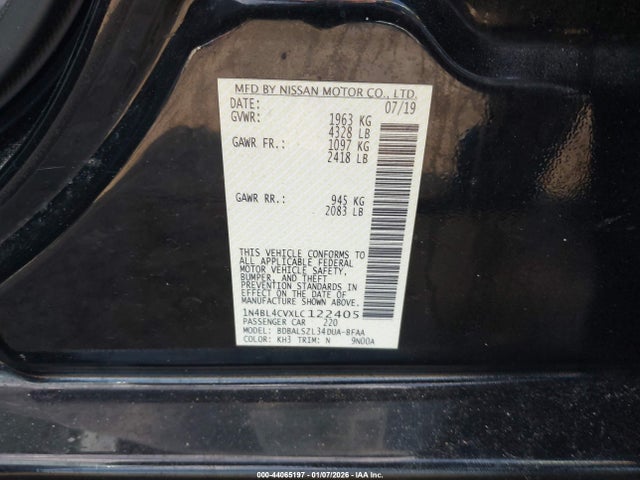 MFD BY NISSAN MOTOR CO., LTD.
DATE: 07/19
GVWR: 1963 KG
4328 LB
GAWR FR.: 1097 KG
2418 LB
GAWR RR.: 945 KG
2083 LB
THIS VEHICLE CONFORMS TO
ALL APPLICABLE FEDERAL
MOTOR VEHICLE SAFETY,
BUMPER, AND THEFT
PREVENTION STANDARDS IN
EFFECT ON THE DATE OF
MANUFACTURE SHOWN ABOVE.
1N4BL4CVXLC122405
PASSENGER CAR 220
MODEL: BDBALSZL34DUA-8FAA
COLOR: KH3 TRIM: N 9N00A
000-44065197 - 01/07/2026 - IAA Inc.